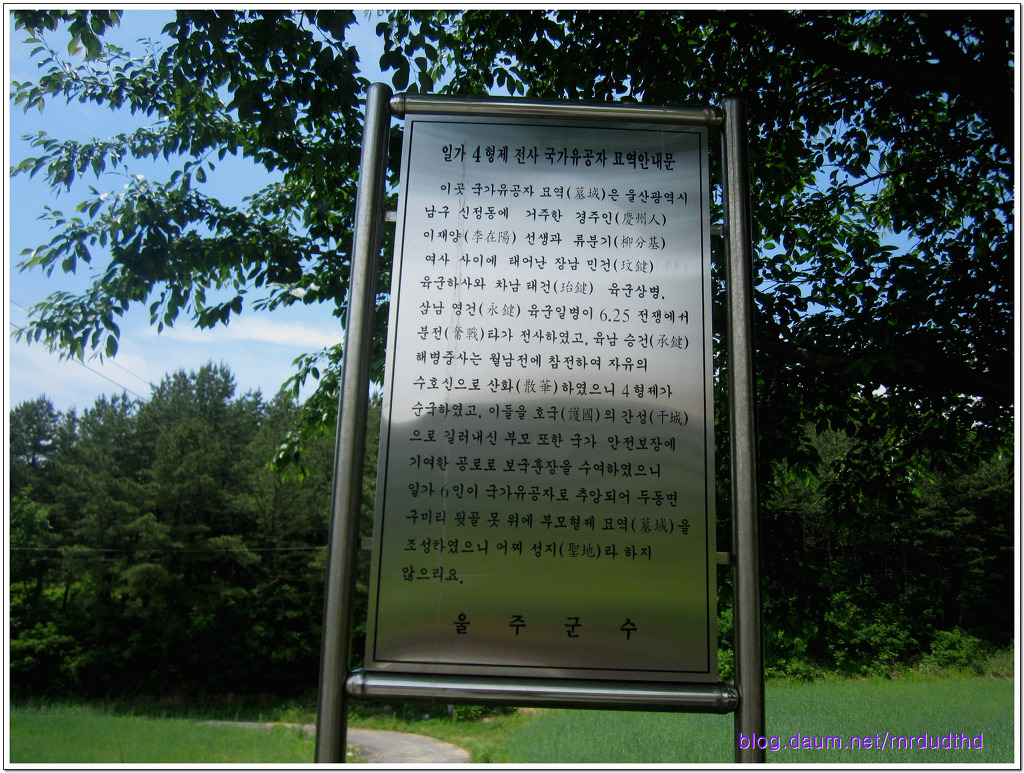 일가 4형제 전사 국가유공자 묘역안내문
이곳 국가유공자 묘역(墓域)은 울산광역시
남구 신정동에 거주한 경주인(慶州人)
이재양(李在陽) 선생과 류분기(柳分基)
여사 사이에 태어난 장남 민건(玟鍵)
육군하사와 차남 태건(珆鍵) 육군상병.
삼남 영건(永鍵) 육군일병이 6.25 전쟁에서
분전(奮戰)타가 전사하였고, 육남 승건(承鍵)
해병중사는 월남전에 참전하여 자유의
수호신으로 산화(散華)하였으니 4형제가
순국하였고. 이들을 호국(護國)의 간성(干城)
으로 길러내신 부모 또한 국가 안전보장에
기여한 공로로 보국훈장을 수여하였으니
일가 6인이 국가유공자로 추앙되어 두동면
구미리 뒷골 못 위에 부모형제 묘역(墓域)을
조성하였으니 어찌 성지(聖地)라 하지
않으리요.
울주군수
blog.daum.net/rnrdudthd